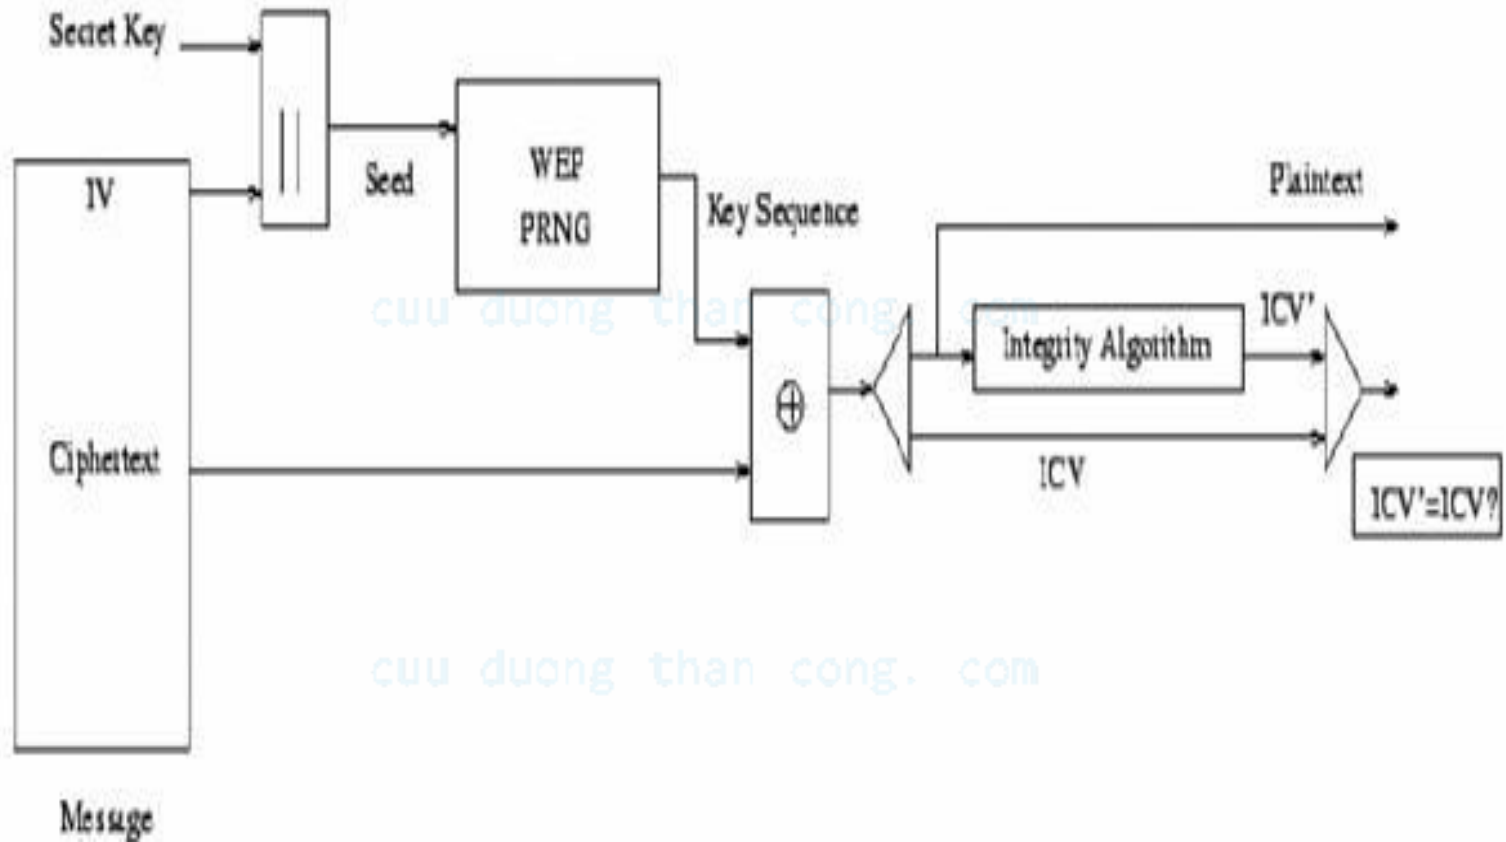 Secret Key
||
IV
Seed
WEP
PRNG
Key Sequence
Plaintext
cuu duong than cong. com
Integrity Algorithm
ICV'
⊕
Ciphertext
ICV
ICV'=ICV?
cuu duong than cong. com
Message